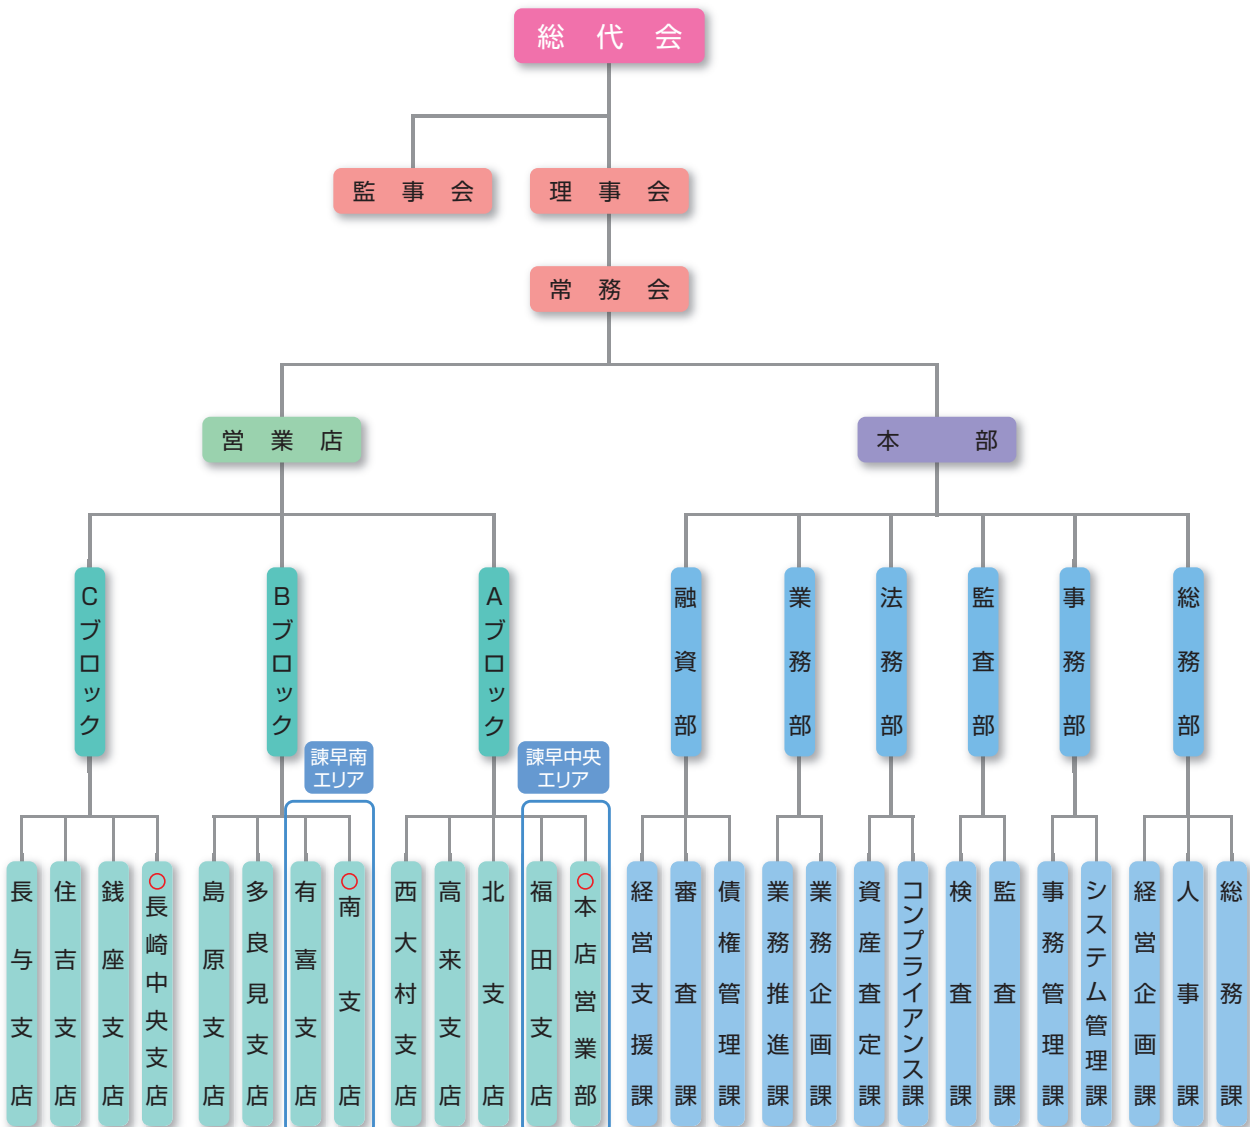 総代会
監事会
理事会
常務会
営業店
本部
Cブロック
Bブロック
Aブロック
融資部
業務部
法務部
監査部
事務部
総務部
諫早南
エリア
諫早中央
エリア
長与支店
住吉支店
銭座支店
○長崎中央支店
島原支店
多良見支店
有喜支店
○南支店
西大村支店
高来支店
北支店
福田支店
○本店営業部
経営支援課
審査課
債権管理課
業務推進課
業務企画課
資産査定課
コンプライアンス課
検査課
監査課
事務管理課
システム管理課
経営企画課
人事課
総務課